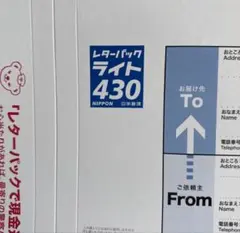 レターパック
ライト
430
NIPPON 日本郵便
お届け先
To
ご依頼主
From
おところ
Address
おなまえ
Name
電話番号
Telephone
おところ
Address
おなまえ
Name
電話番号
Telephone
「レターパックで現金